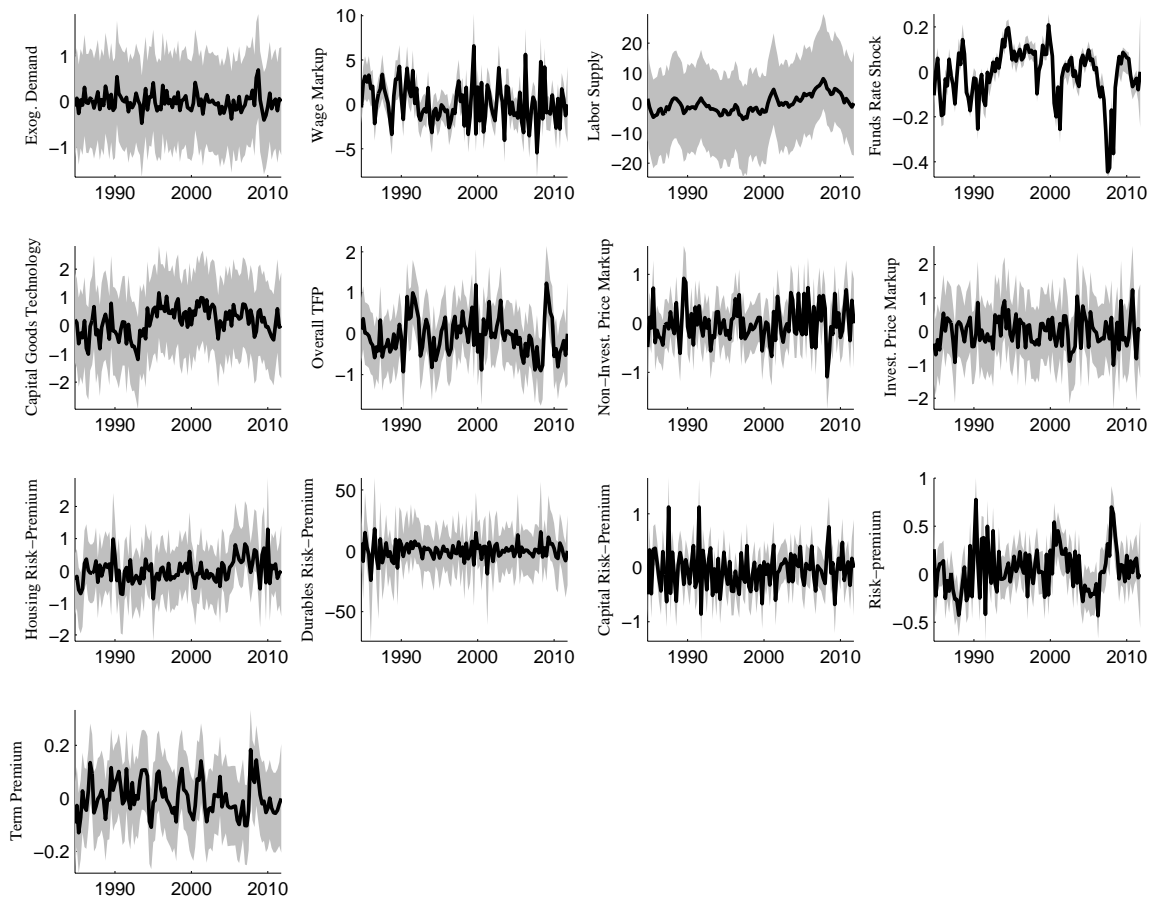 Exog. Demand
1
0
−1
1990 2000 2010
Wage Markup
10
5
0
−5
1990 2000 2010
Labor Supply
20
10
0
−10
−20
1990 2000 2010
Funds Rate Shock
0.2
0
−0.2
−0.4
1990 2000 2010
Capital Goods Technology
2
1
0
−1
−2
1990 2000 2010
Overall TFP
2
1
0
−1
1990 2000 2010
Non−Invest. Price Markup
1
0
−1
1990 2000 2010
Invest. Price Markup
2
1
0
−1
−2
1990 2000 2010
Housing Risk−Premium
2
1
0
−1
−2
1990 2000 2010
Durables Risk−Premium
50
0
−50
1990 2000 2010
Capital Risk−Premium
1
0
−1
1990 2000 2010
Risk−premium
1
0.5
0
−0.5
1990 2000 2010
Term Premium
0.2
0
−0.2
1990 2000 2010